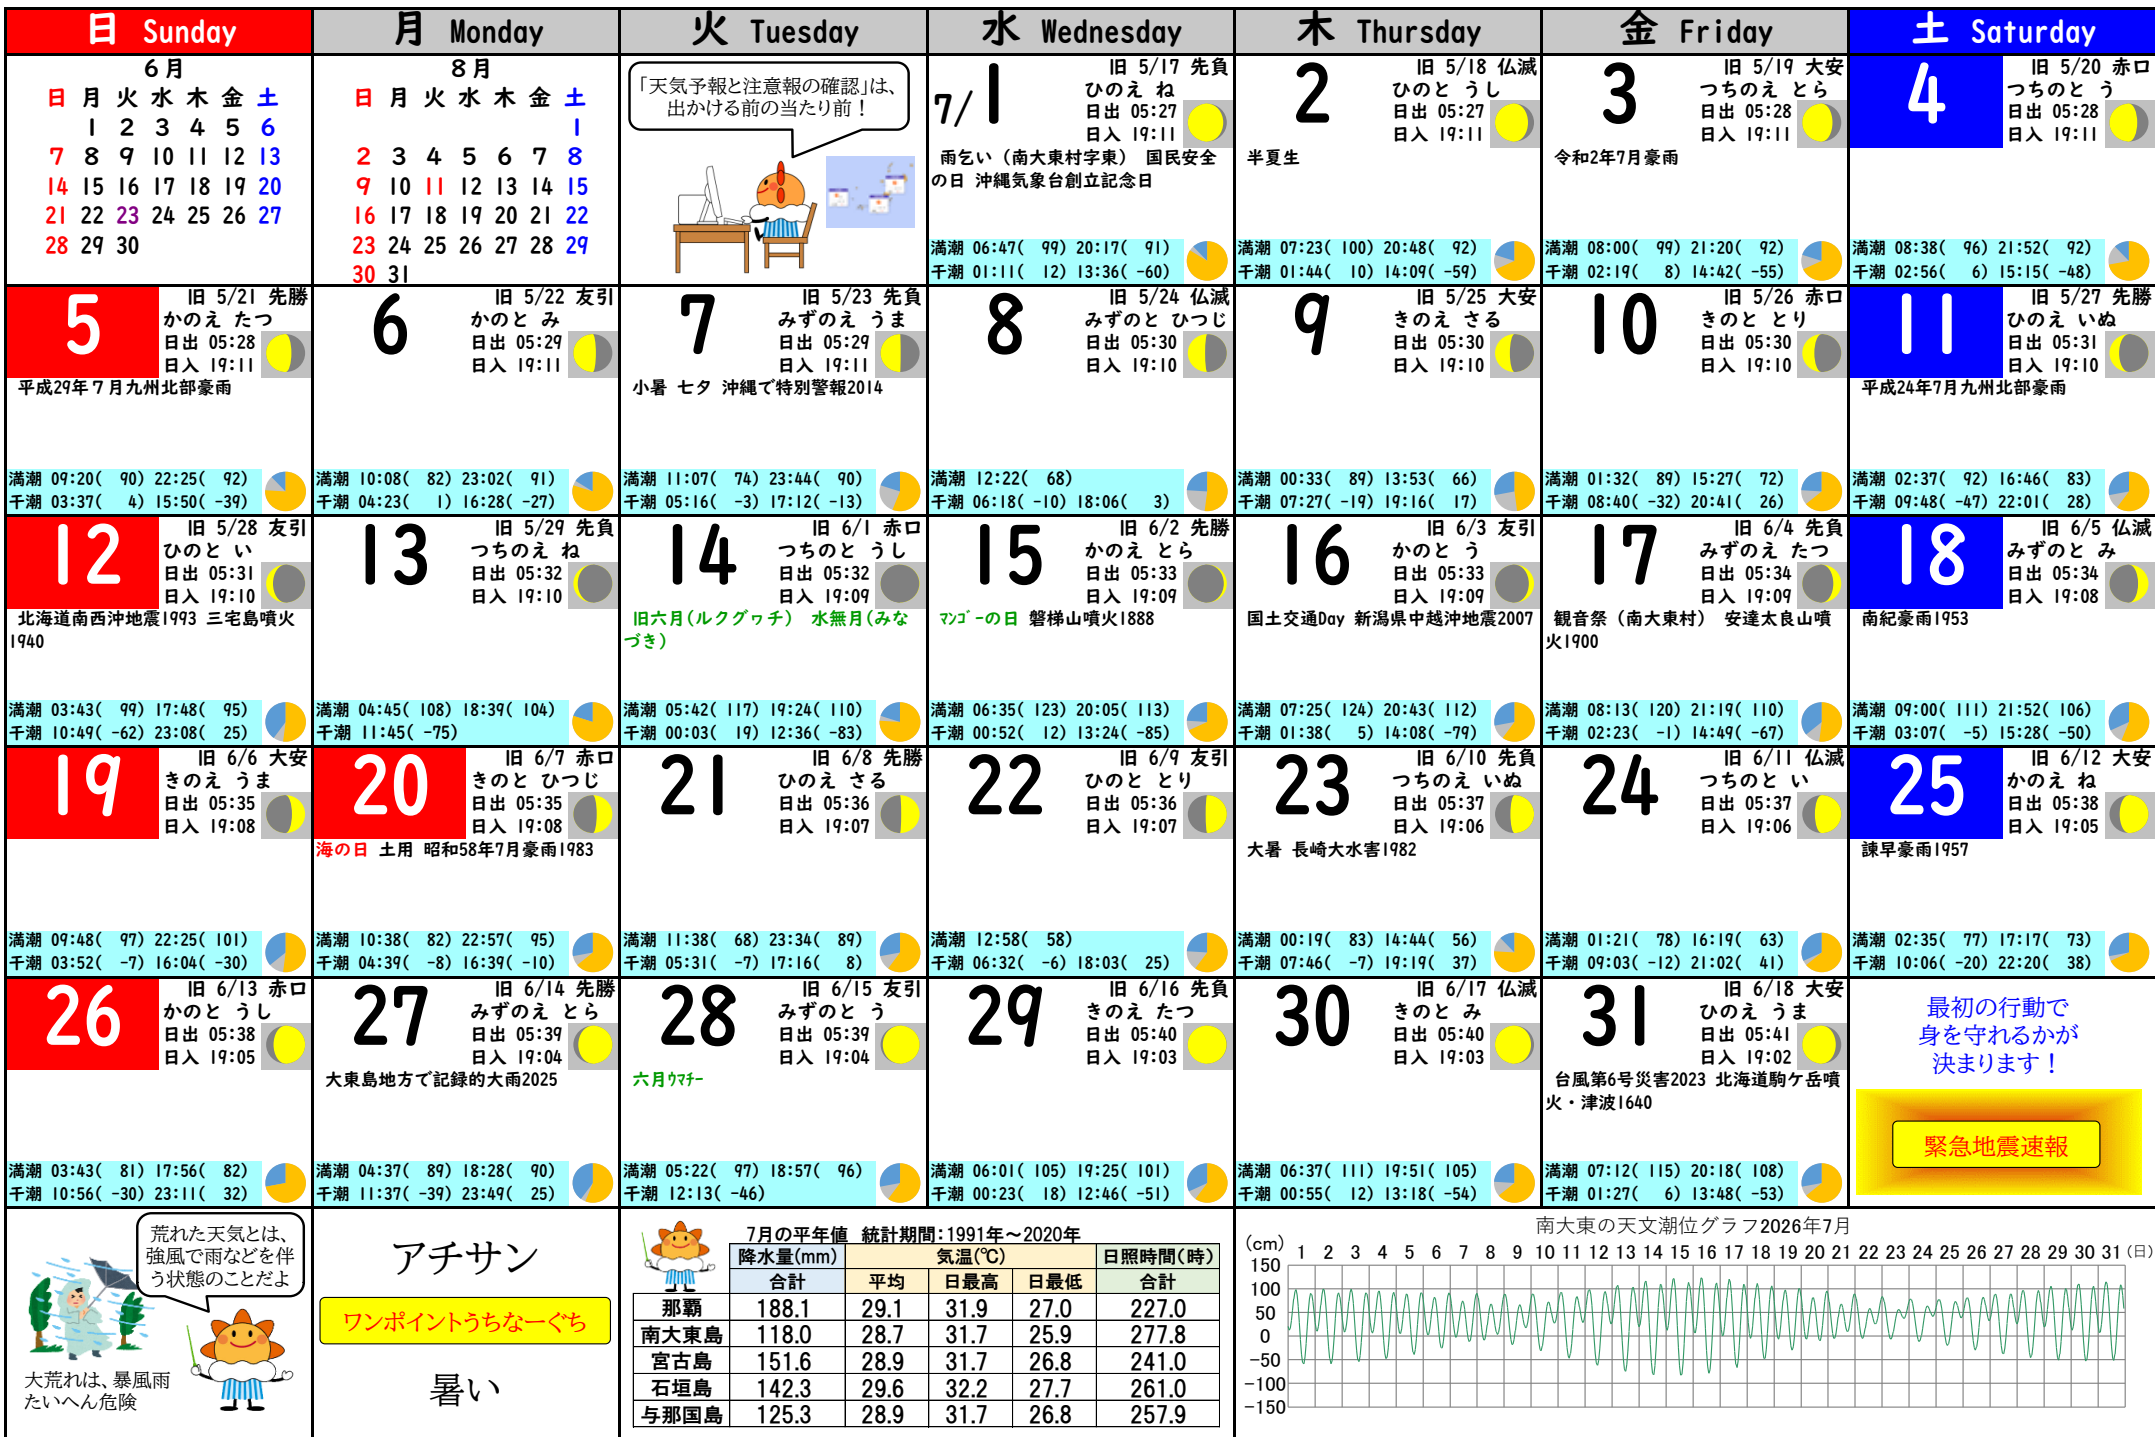 日 Sunday
月 Monday
火 Tuesday
水 Wednesday
木 Thursday
金 Friday
土 Saturday
6月
日 月 火 水 木 金 土
1 2 3 4 5 6
7 8 9 10 11 12 13
14 15 16 17 18 19 20
21 22 23 24 25 26 27
28 29 30
8月
日 月 火 水 木 金 土
1
2 3 4 5 6 7 8
9 10 11 12 13 14 15
16 17 18 19 20 21 22
23 24 25 26 27 28 29
30 31
「天気予報と注意報の確認」は、
出かける前の当たり前！
7/1
旧 5/17 先負
ひのえ ね
日出 05:27
日入 19:11
雨乞い（南大東村字東） 国民安全
の日 沖縄気象台創立記念日
満潮 06:47( 99) 20:17( 91)
干潮 01:11( 12) 13:36( -60)
2
旧 5/18 仏滅
ひのと うし
日出 05:27
日入 19:11
半夏生
満潮 07:23( 100) 20:48( 92)
干潮 01:44( 10) 14:09( -59)
3
旧 5/19 大安
つちのえ とら
日出 05:28
日入 19:11
令和2年7月豪雨
満潮 08:00( 99) 21:20( 92)
干潮 02:19( 8) 14:42( -55)
4
旧 5/20 赤口
つちのと う
日出 05:28
日入 19:11
満潮 08:38( 96) 21:52( 92)
干潮 02:56( 6) 15:15( -48)
5
旧 5/21 先勝
かのえ たつ
日出 05:28
日入 19:11
平成29年７月九州北部豪雨
満潮 09:20( 90) 22:25( 92)
干潮 03:37( 4) 15:50( -39)
6
旧 5/22 友引
かのと み
日出 05:29
日入 19:11
満潮 10:08( 82) 23:02( 91)
干潮 04:23( 1) 16:28( -27)
7
旧 5/23 先負
みずのえ うま
日出 05:29
日入 19:11
小暑 七夕 沖縄で特別警報2014
満潮 11:07( 74) 23:44( 90)
干潮 05:16( -3) 17:12( -13)
8
旧 5/24 仏滅
みずのと ひつじ
日出 05:30
日入 19:10
満潮 12:22( 68)
干潮 06:18( -10) 18:06( 3)
9
旧 5/25 大安
きのえ さる
日出 05:30
日入 19:10
満潮 00:33( 89) 13:53( 66)
干潮 07:27( -19) 19:16( 17)
10
旧 5/26 赤口
きのと とり
日出 05:30
日入 19:10
満潮 01:32( 89) 15:27( 72)
干潮 08:40( -32) 20:41( 26)
11
旧 5/27 先勝
ひのえ いぬ
日出 05:31
日入 19:10
平成24年7月九州北部豪雨
満潮 02:37( 92) 16:46( 83)
干潮 09:48( -47) 22:01( 28)
12
旧 5/28 友引
ひのと い
日出 05:31
日入 19:10
北海道南西沖地震1993 三宅島噴火
1940
満潮 03:43( 99) 17:48( 95)
干潮 10:49( -62) 23:08( 25)
13
旧 5/29 先負
つちのえ ね
日出 05:32
日入 19:10
満潮 04:45( 108) 18:39( 104)
干潮 11:45( -75)
14
旧 6/1 赤口
つちのと うし
日出 05:32
日入 19:09
旧六月(ルクグヮチ) 水無月(みな
づき)
満潮 05:42( 117) 19:24( 110)
干潮 00:03( 19) 12:36( -83)
15
旧 6/2 先勝
かのえ とら
日出 05:33
日入 19:09
ﾏﾝｺﾞｰの日 磐梯山噴火1888
満潮 06:35( 123) 20:05( 113)
干潮 00:52( 12) 13:24( -85)
16
旧 6/3 友引
かのと う
日出 05:33
日入 19:09
国土交通Day 新潟県中越沖地震2007
満潮 07:25( 124) 20:43( 112)
干潮 01:38( 5) 14:08( -79)
17
旧 6/4 先負
みずのえ たつ
日出 05:34
日入 19:09
観音祭（南大東村） 安達太良山噴
火1900
満潮 08:13( 120) 21:19( 110)
干潮 02:23( -1) 14:49( -67)
18
旧 6/5 仏滅
みずのと み
日出 05:34
日入 19:08
南紀豪雨1953
満潮 09:00( 111) 21:52( 106)
干潮 03:07( -5) 15:28( -50)
19
旧 6/6 大安
きのえ うま
日出 05:35
日入 19:08
満潮 09:48( 97) 22:25( 101)
干潮 03:52( -7) 16:04( -30)
20
旧 6/7 赤口
きのと ひつじ
日出 05:35
日入 19:08
海の日 土用 昭和58年7月豪雨1983
満潮 10:38( 82) 22:57( 95)
干潮 04:39( -8) 16:39( -10)
21
旧 6/8 先勝
ひのえ さる
日出 05:36
日入 19:07
満潮 11:38( 68) 23:34( 89)
干潮 05:31( -7) 17:16( 8)
22
旧 6/9 友引
ひのと とり
日出 05:36
日入 19:07
満潮 12:58( 58)
干潮 06:32( -6) 18:03( 25)
23
旧 6/10 先負
つちのえ いぬ
日出 05:37
日入 19:06
大暑 長崎大水害1982
満潮 00:19( 83) 14:44( 56)
干潮 07:46( -7) 19:19( 37)
24
旧 6/11 仏滅
つちのと い
日出 05:37
日入 19:06
満潮 01:21( 78) 16:19( 63)
干潮 09:03( -12) 21:02( 41)
25
旧 6/12 大安
かのえ ね
日出 05:38
日入 19:05
諫早豪雨1957
満潮 02:35( 77) 17:17( 73)
干潮 10:06( -20) 22:20( 38)
26
旧 6/13 赤口
かのと うし
日出 05:38
日入 19:05
満潮 03:43( 81) 17:56( 82)
干潮 10:56( -30) 23:11( 32)
27
旧 6/14 先勝
みずのえ とら
日出 05:39
日入 19:04
大東島地方で記録的大雨2025
満潮 04:37( 89) 18:28( 90)
干潮 11:37( -39) 23:49( 25)
28
旧 6/15 友引
みずのと う
日出 05:39
日入 19:04
六月ｳﾏﾁｰ
満潮 05:22( 97) 18:57( 96)
干潮 12:13( -46)
29
旧 6/16 先負
きのえ たつ
日出 05:40
日入 19:03
満潮 06:01( 105) 19:25( 101)
干潮 00:23( 18) 12:46( -51)
30
旧 6/17 仏滅
きのと み
日出 05:40
日入 19:03
満潮 06:37( 111) 19:51( 105)
干潮 00:55( 12) 13:18( -54)
31
旧 6/18 大安
ひのえ うま
日出 05:41
日入 19:02
台風第6号災害2023 北海道駒ケ岳噴
火・津波1640
満潮 07:12( 115) 20:18( 108)
干潮 01:27( 6) 13:48( -53)
最初の行動で
身を守れるかが
決まります！
緊急地震速報
荒れた天気とは、
強風で雨などを伴
う状態のことだよ
大荒れは、暴風雨
たいへん危険
アチサン
ワンポイントうちなーぐち
暑い
7月の平年値 統計期間：1991年～2020年
降水量(mm) 気温(℃) 日照時間(時)
合計 平均 日最高 日最低 合計
那覇 188.1 29.1 31.9 27.0 227.0
南大東島 118.0 28.7 31.7 25.9 277.8
宮古島 151.6 28.9 31.7 26.8 241.0
石垣島 142.3 29.6 32.2 27.7 261.0
与那国島 125.3 28.9 31.7 26.8 257.9
南大東の天文潮位グラフ2026年7月
(cm) 1 2 3 4 5 6 7 8 9 10 11 12 13 14 15 16 17 18 19 20 21 22 23 24 25 26 27 28 29 30 31 (日)
150
100
50
0
-50
-100
-150